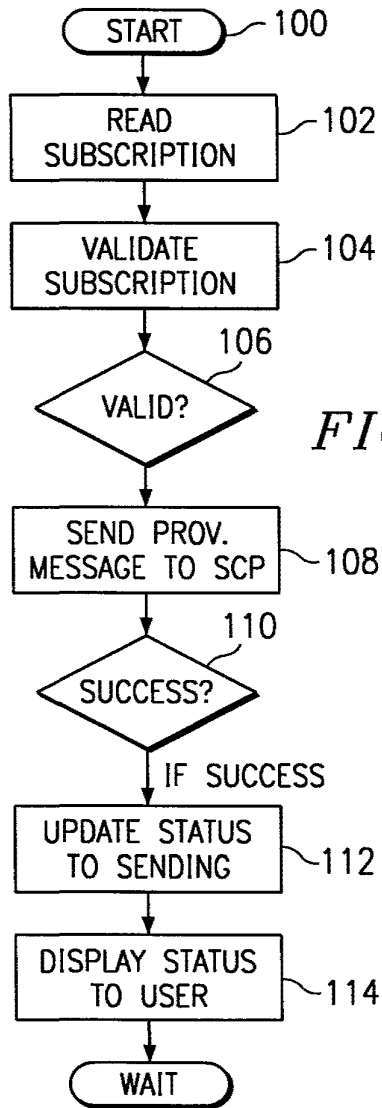 START
100
READ
SUBSCRIPTION
102
VALIDATE
SUBSCRIPTION
104
106
VALID?
SEND PROV.
MESSAGE TO SCP
108
110
SUCCESS?
IF SUCCESS
UPDATE STATUS
TO SENDING
112
DISPLAY STATUS
TO USER
114
WAIT